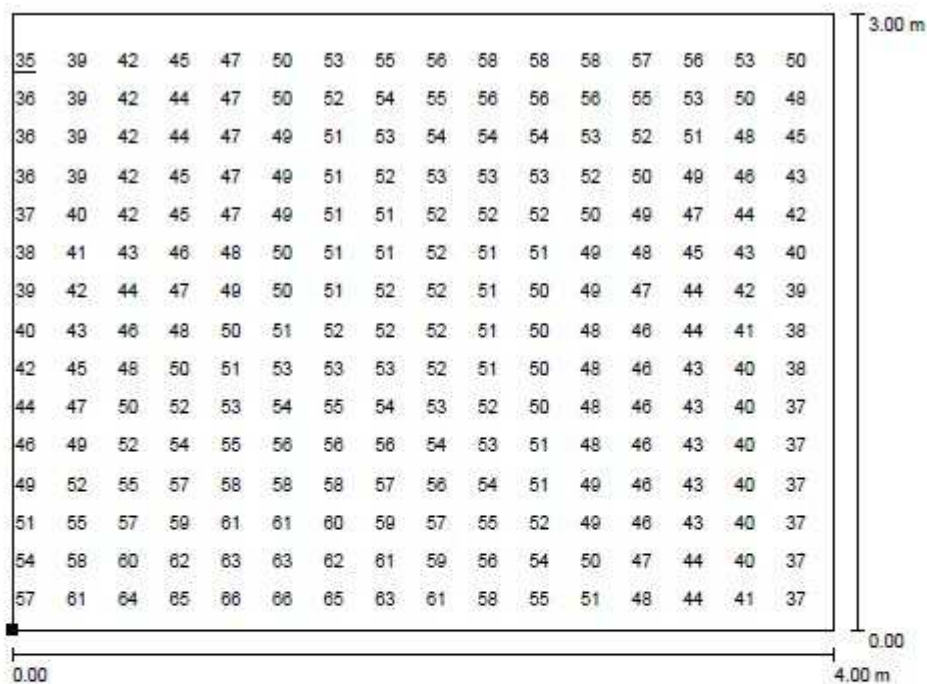 3.00 m
35 39 42 45 47 50 53 55 56 58 58 58 57 56 53 50
36 39 42 44 47 50 52 54 55 56 56 56 55 53 50 48
36 39 42 44 47 49 51 53 54 54 54 53 52 51 48 45
36 39 42 45 47 49 51 52 53 53 53 52 50 49 46 43
37 40 42 45 47 49 51 51 52 52 52 50 49 47 44 42
38 41 43 46 48 50 51 51 52 51 51 49 48 45 43 40
39 42 44 47 49 50 51 52 52 51 50 49 47 44 42 39
40 43 46 48 50 51 52 52 52 51 50 48 46 44 41 38
42 45 48 50 51 53 53 53 52 51 50 48 46 43 40 38
44 47 50 52 53 54 55 54 53 52 50 48 46 43 40 37
46 49 52 54 55 56 56 56 54 53 51 48 46 43 40 37
49 52 55 57 58 58 58 57 56 54 51 49 46 43 40 37
51 55 57 59 61 61 60 59 57 55 52 49 46 43 40 37
54 58 60 62 63 63 62 61 59 56 54 50 47 44 40 37
57 61 64 65 66 66 65 63 61 58 55 51 48 44 41 37
0.00
0.00 4.00 m